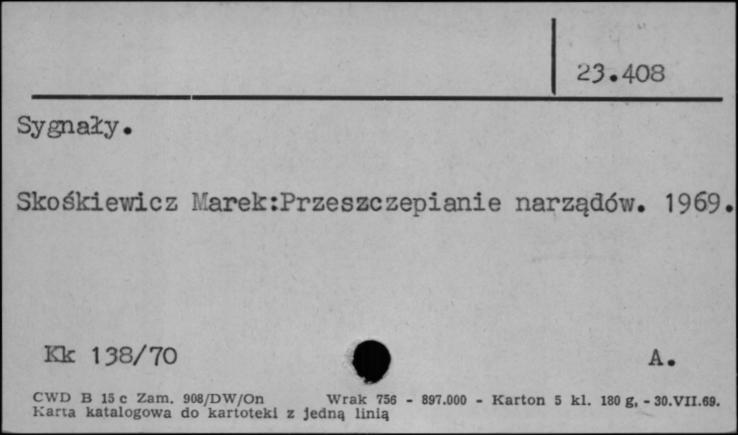 23.408
Sygnały.
Skośkiewicz Marek:Przeszczepianie narządów. 1969.
Kk 138/70 A.
CWD B 15 c Zam. 908/DW/On Wrak 756 - 897.000 - Karton 5 kl. 180 g, - 30.VII.69.
Karta katalogowa do kartoteki z jedną linią